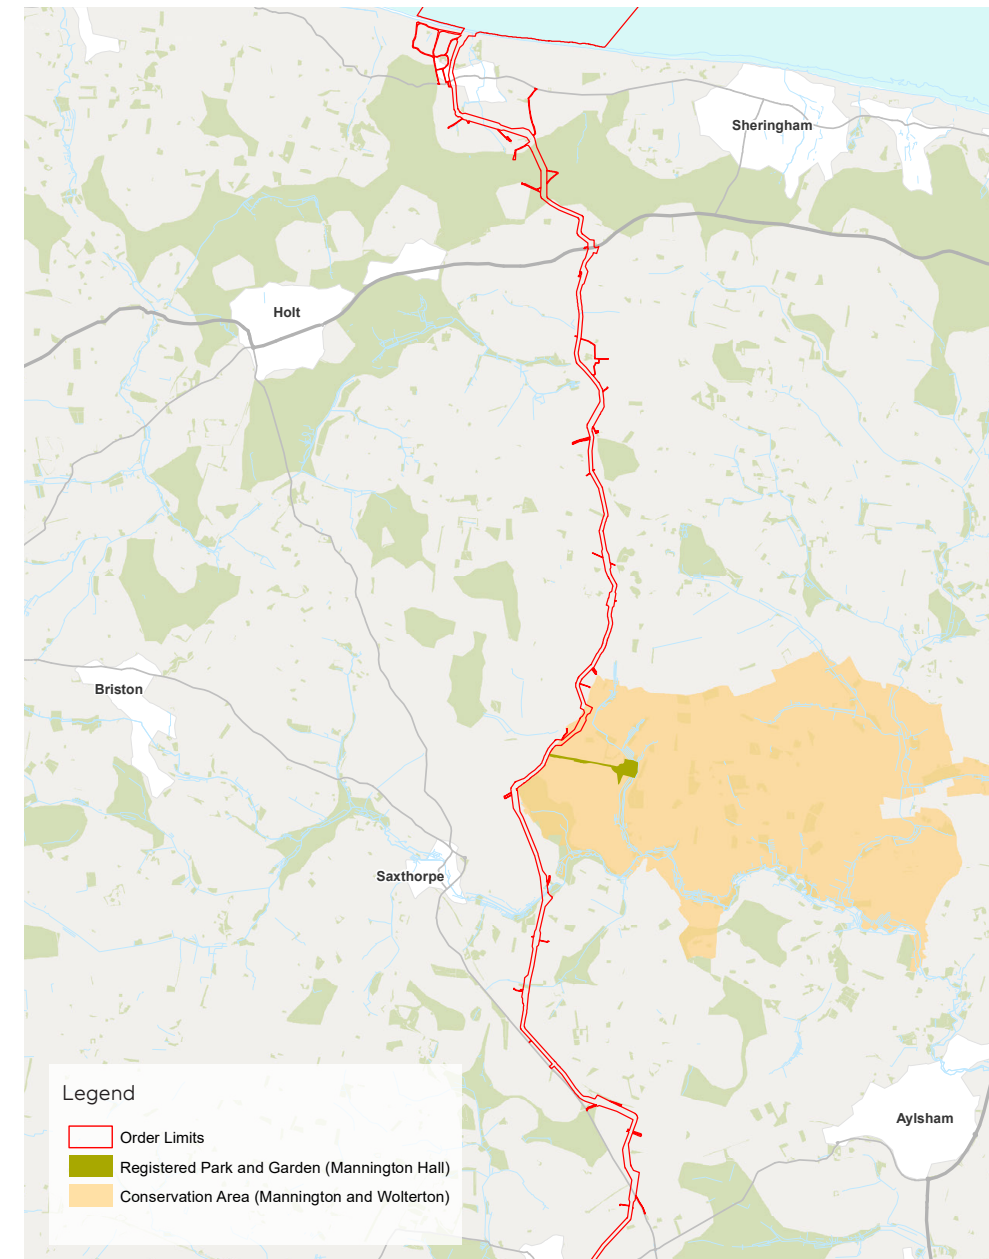 Sheringham
Holt
Briston
Saxthorpe
Aylsham
Legend
Order Limits
Registered Park and Garden (Mannington Hall)
Conservation Area (Mannington and Wolterton)